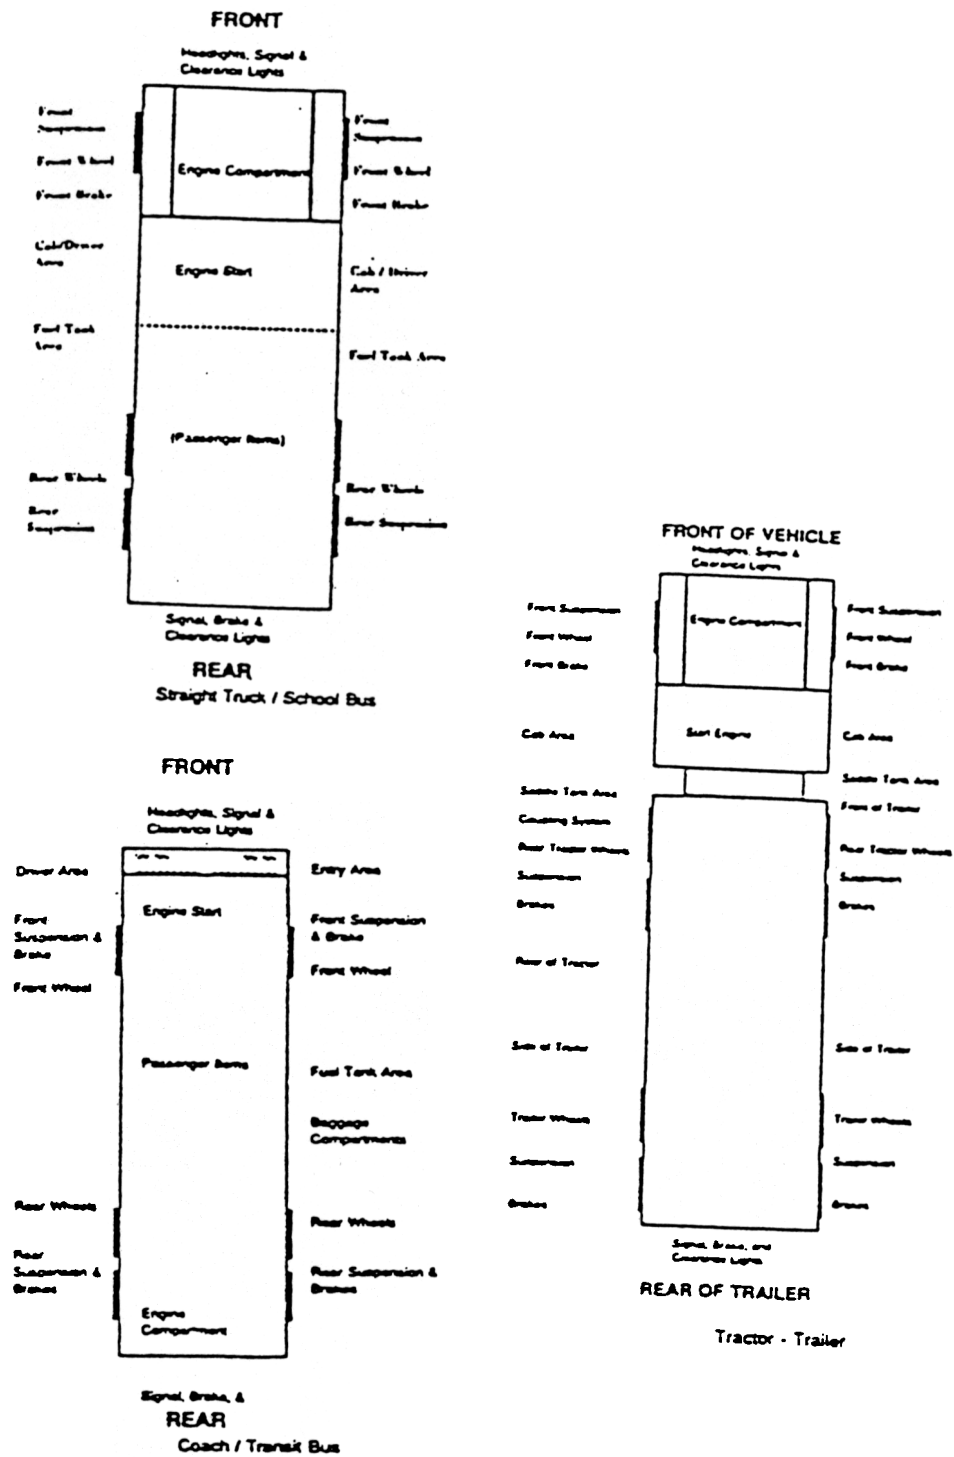 FRONT
Headlights, Signal &
Clearance Lights
Front
Suspension
Front Wheel
Front Brake
Cab/Driver
Area
Fuel Tank
Area
Rear Wheels
Rear
Suspension
Engine Compartment
Engine Start
(Passenger Items)
Front
Suspension
Front Wheel
Front Brake
Cab / Driver
Area
Fuel Tank Area
Rear Wheels
Rear Suspension
Signal, Brake &
Clearance Lights
REAR
Straight Truck / School Bus
FRONT
Headlights, Signal &
Clearance Lights
Driver Area
Front
Suspension &
Brake
Front Wheel
Rear Wheels
Rear
Suspension &
Brakes
Engine Start
Passenger Items
Engine
Compartment
Entry Area
Front Suspension
& Brake
Front Wheel
Fuel Tank Area
Baggage
Compartments
Rear Wheels
Rear Suspension &
Brakes
Signal, Brake, &
REAR
Coach / Transit Bus
FRONT OF VEHICLE
Headlights, Signal &
Clearance Lights
Front Suspension
Front Wheel
Front Brake
Cab Area
Saddle Tank Area
Coupling System
Rear Tractor Wheels
Suspension
Brakes
Rear of Tractor
Side of Trailer
Trailer Wheels
Suspension
Brakes
Engine Compartment
Start Engine
Front Suspension
Front Wheel
Front Brake
Cab Area
Saddle Tank Area
Front of Tractor
Rear Tractor Wheels
Suspension
Brakes
Side of Trailer
Trailer Wheels
Suspension
Brakes
Signal, Brake, and
Clearance Lights
REAR OF TRAILER
Tractor - Trailer